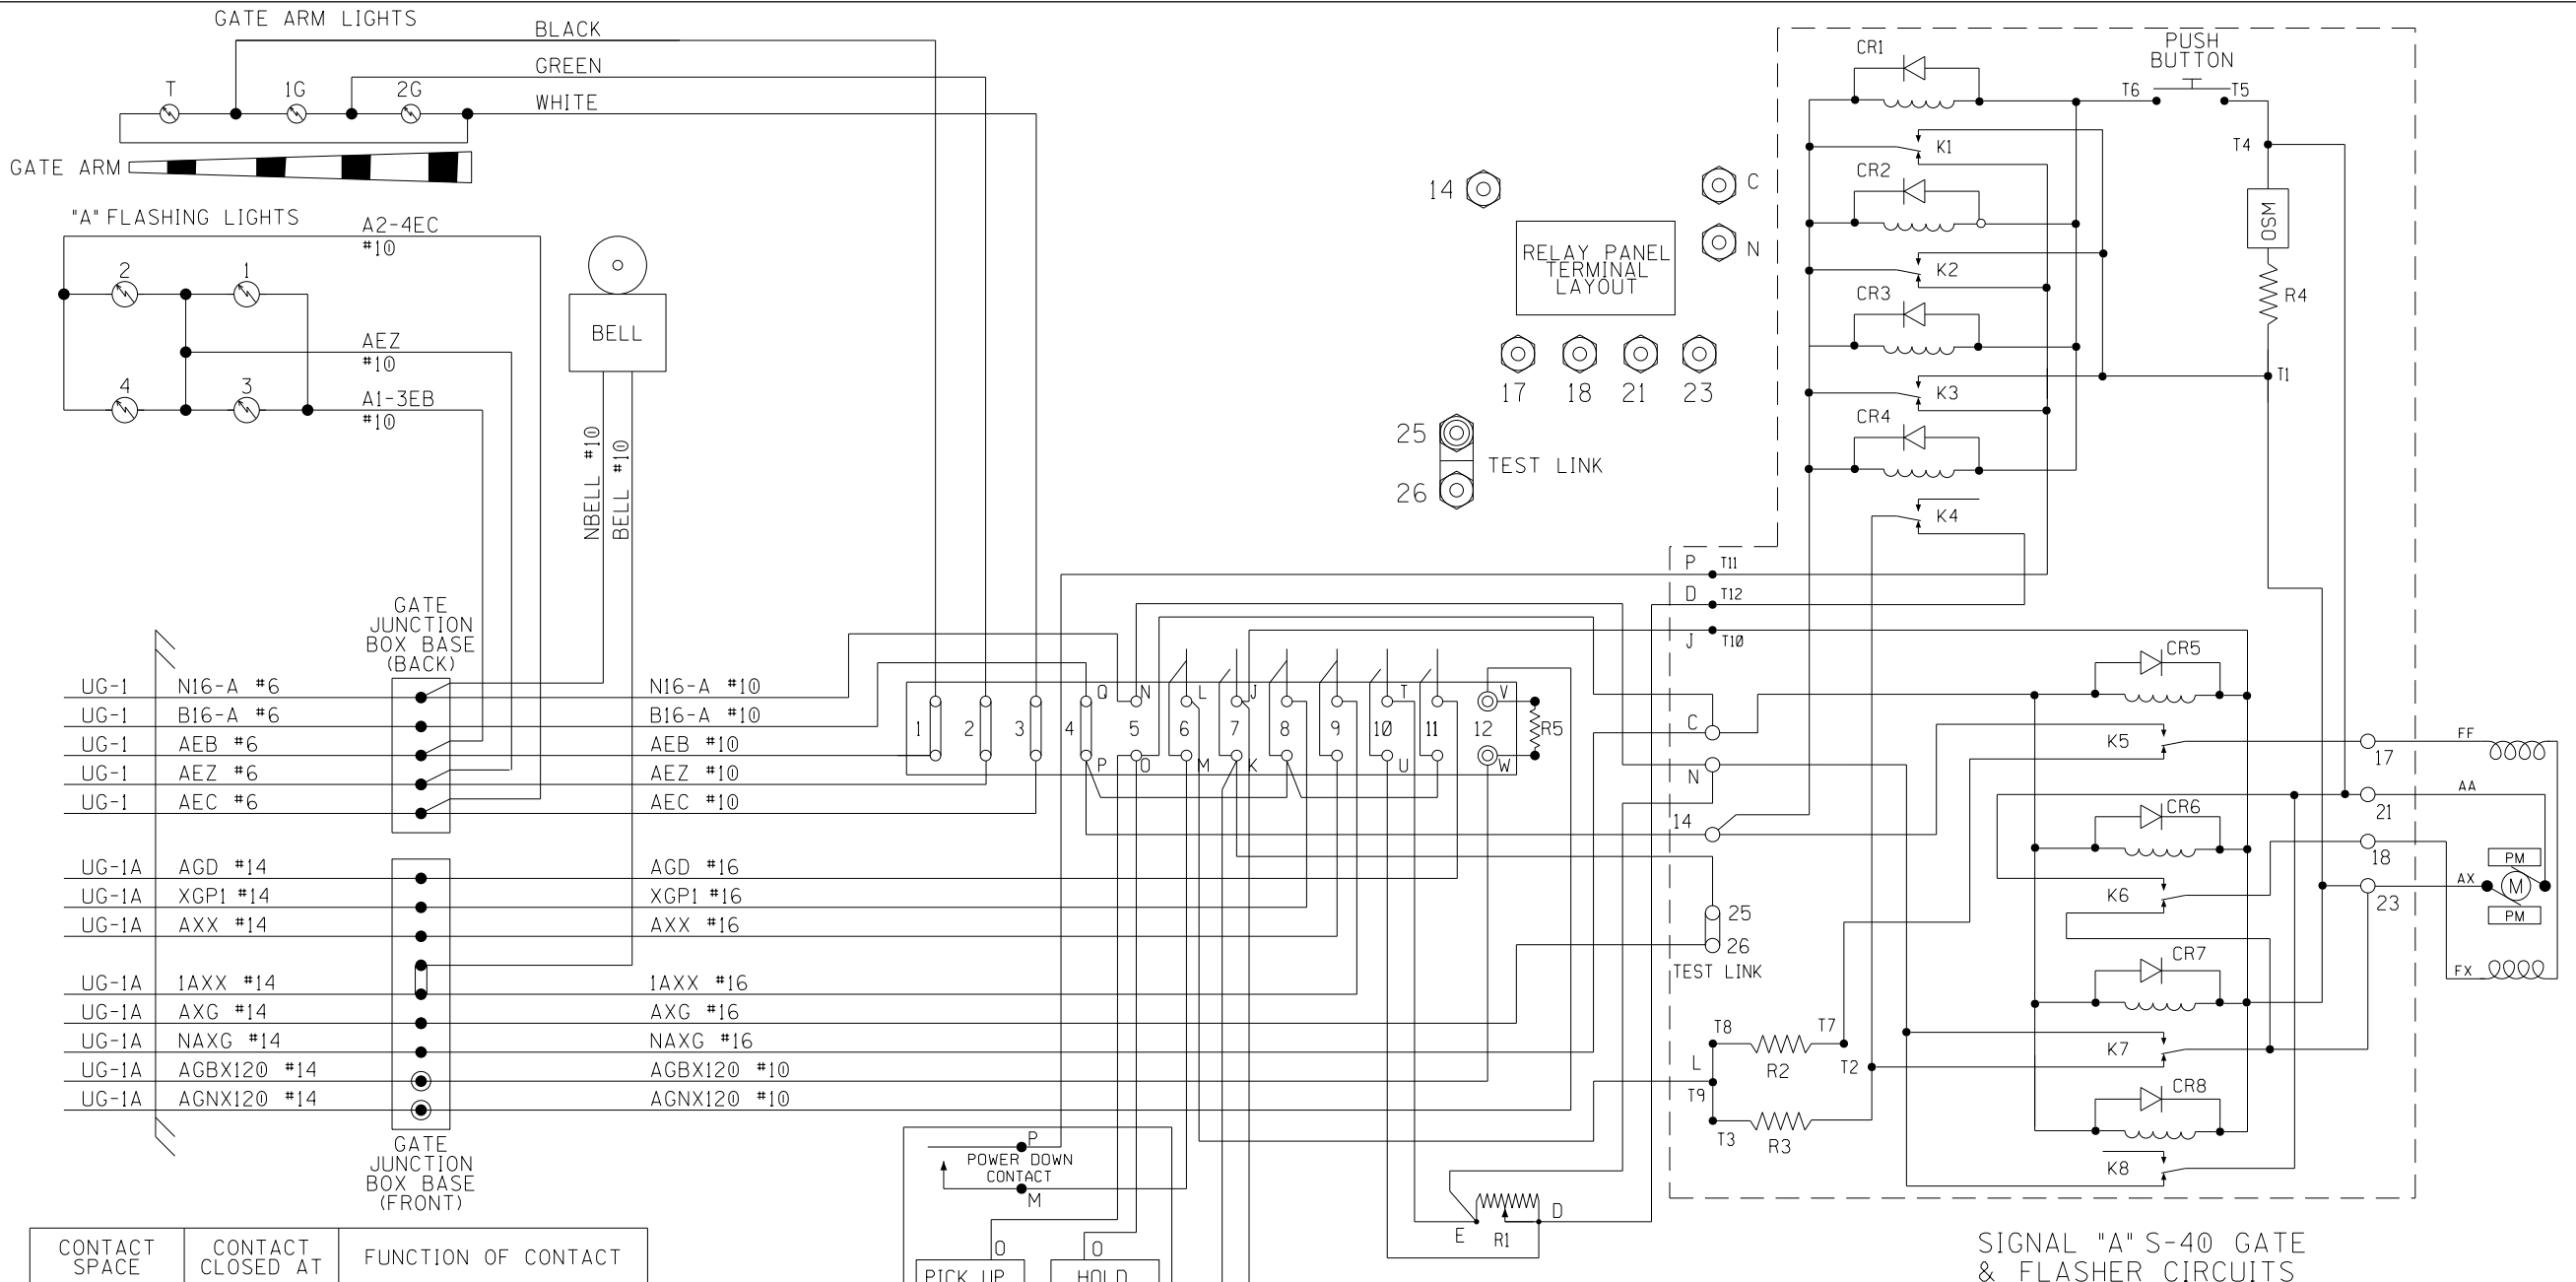 GATE ARM LIGHTS
BLACK
GREEN
WHITE
T
1G
2G
GATE ARM
"A" FLASHING LIGHTS
A2-4EC
#10
2
1
AEZ
#10
4
3
A1-3EB
#10
BELL
NBELL #10
BELL #10
GATE
JUNCTION
BOX BASE
(BACK)
UG-1 N16-A #6 N16-A #10
UG-1 B16-A #6 B16-A #10
UG-1 AEB #6 AEB #10
UG-1 AEZ #6 AEZ #10
UG-1 AEC #6 AEC #10
UG-1A AGD #14 AGD #16
UG-1A XGP1 #14 XGP1 #16
UG-1A AXX #14 AXX #16
UG-1A 1AXX #14 1AXX #16
UG-1A AXG #14 AXG #16
UG-1A NAXG #14 NAXG #16
UG-1A AGBX120 #14 AGBX120 #10
UG-1A AGNX120 #14 AGNX120 #10
GATE
JUNCTION
BOX BASE
(FRONT)
CONTACT
SPACE
CONTACT
CLOSED AT
FUNCTION OF CONTACT
Q N L J T V
1 2 3 4 5 6 7 8 9 10 11 12 R5
P O M K U W
P
POWER DOWN
CONTACT
M
O
O
PICK UP
HOLD
E
R1
D
14
C
N
RELAY PANEL
TERMINAL
LAYOUT
17 18 21 23
25
26
TEST LINK
PUSH
BUTTON
CR1
T6
T5
K1
T4
CR2
OSM
K2
CR3
R4
T1
K3
CR4
K4
P T11
D T12
J T10
CR5
C
K5
FF
17
N
AA
21
14
CR6
18
PM
K6
AX
M
23
PM
25
26
TEST LINK
CR7
FX
T8
T7
R2
L
T9
T2
K7
T3
R3
CR8
K8
SIGNAL "A" S-40 GATE
& FLASHER CIRCUITS